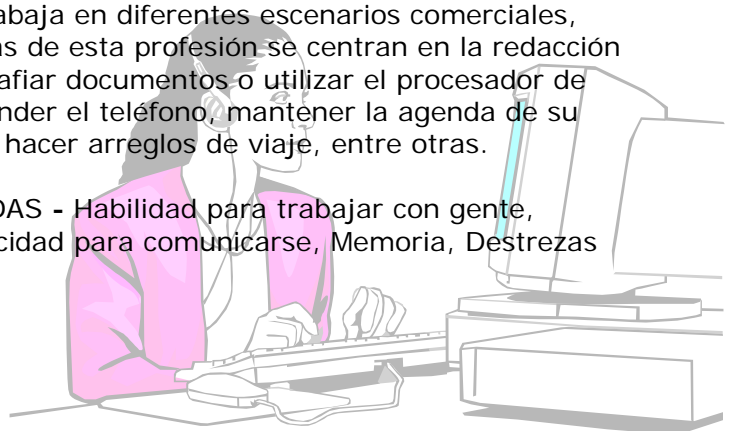 abaja en diferentes escenarios comerciales,
as de esta profesión se centran en la redacción
afiar documentos o utilizar el procesador de
nder el teléfono, mantener la agenda de su
hacer arreglos de viaje, entre otras.
DAS - Habilidad para trabajar con gente,
cidad para comunicarse, Memoria, Destrezas